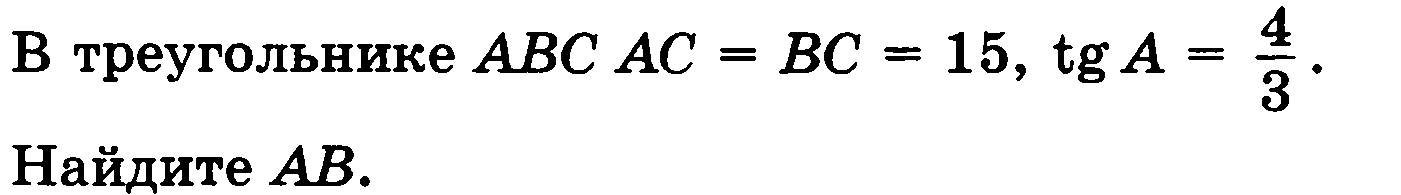 В треугольнике ABC AC = BC = 15, tg A = 4/3.
Найдите AB.